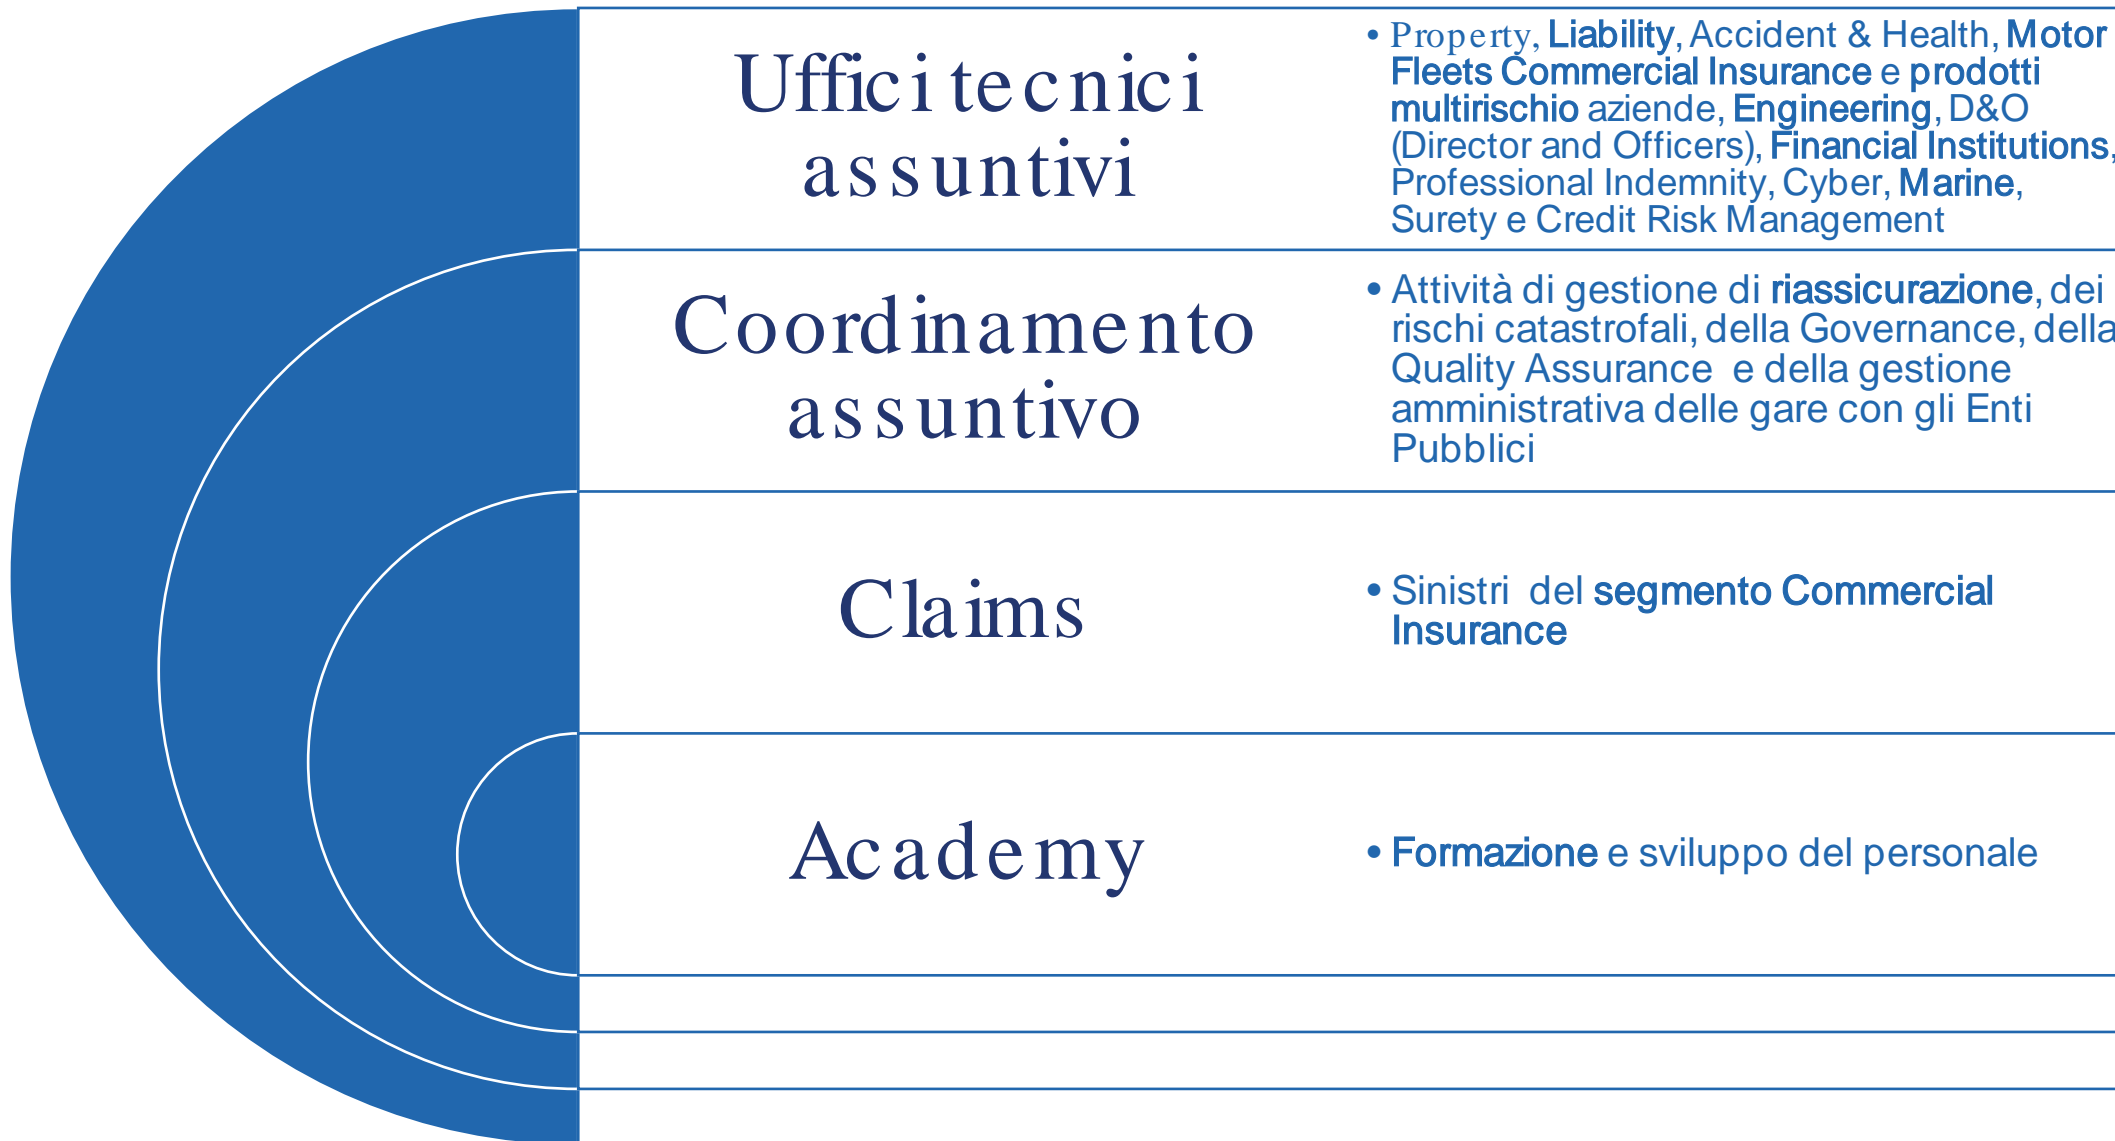 Uffici tecnici
assuntivi
• Property, Liability, Accident & Health, Motor
Fleets Commercial Insurance e prodotti
multirischio aziende, Engineering, D&O
(Director and Officers), Financial Institutions,
Professional Indemnity, Cyber, Marine,
Surety e Credit Risk Management
Coordinamento
assuntivo
• Attività di gestione di riassicurazione, dei
rischi catastrofali, della Governance, della
Quality Assurance e della gestione
amministrativa delle gare con gli Enti
Pubblici
Claims
• Sinistri del segmento Commercial
Insurance
Academy
• Formazione e sviluppo del personale